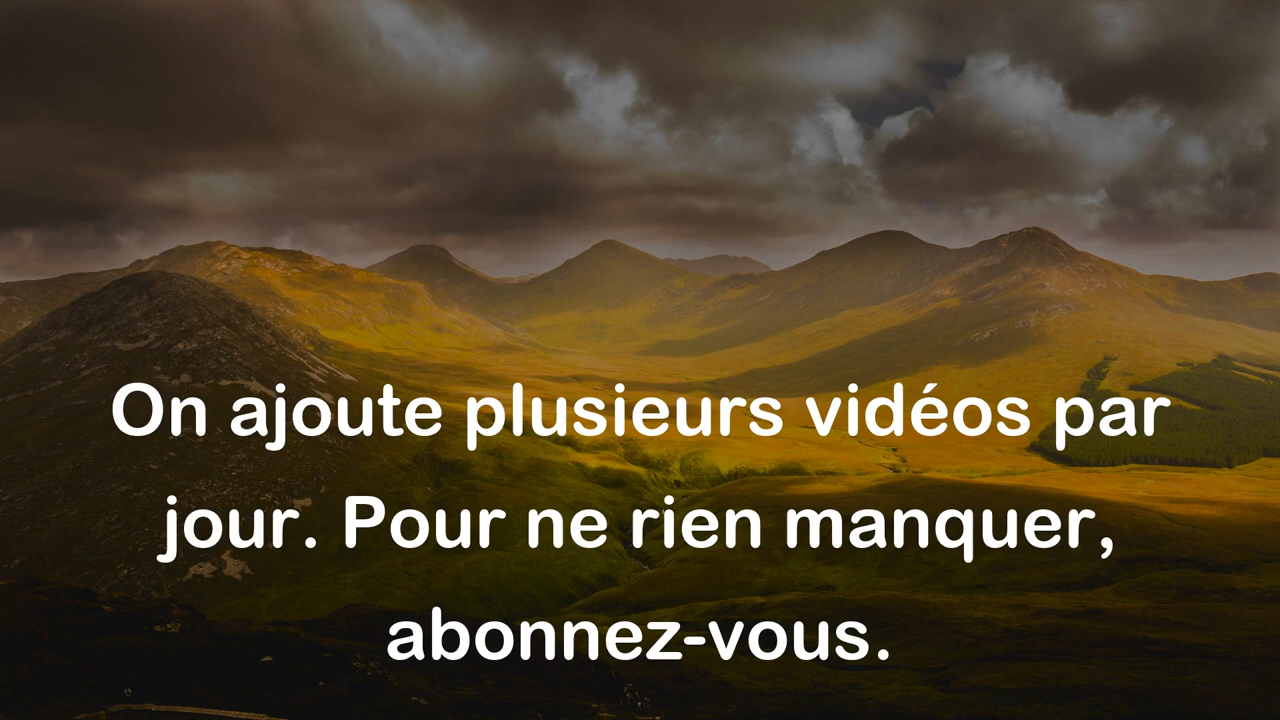 On ajoute plusieurs vidéos par
jour. Pour ne rien manquer,
abonnez-vous.